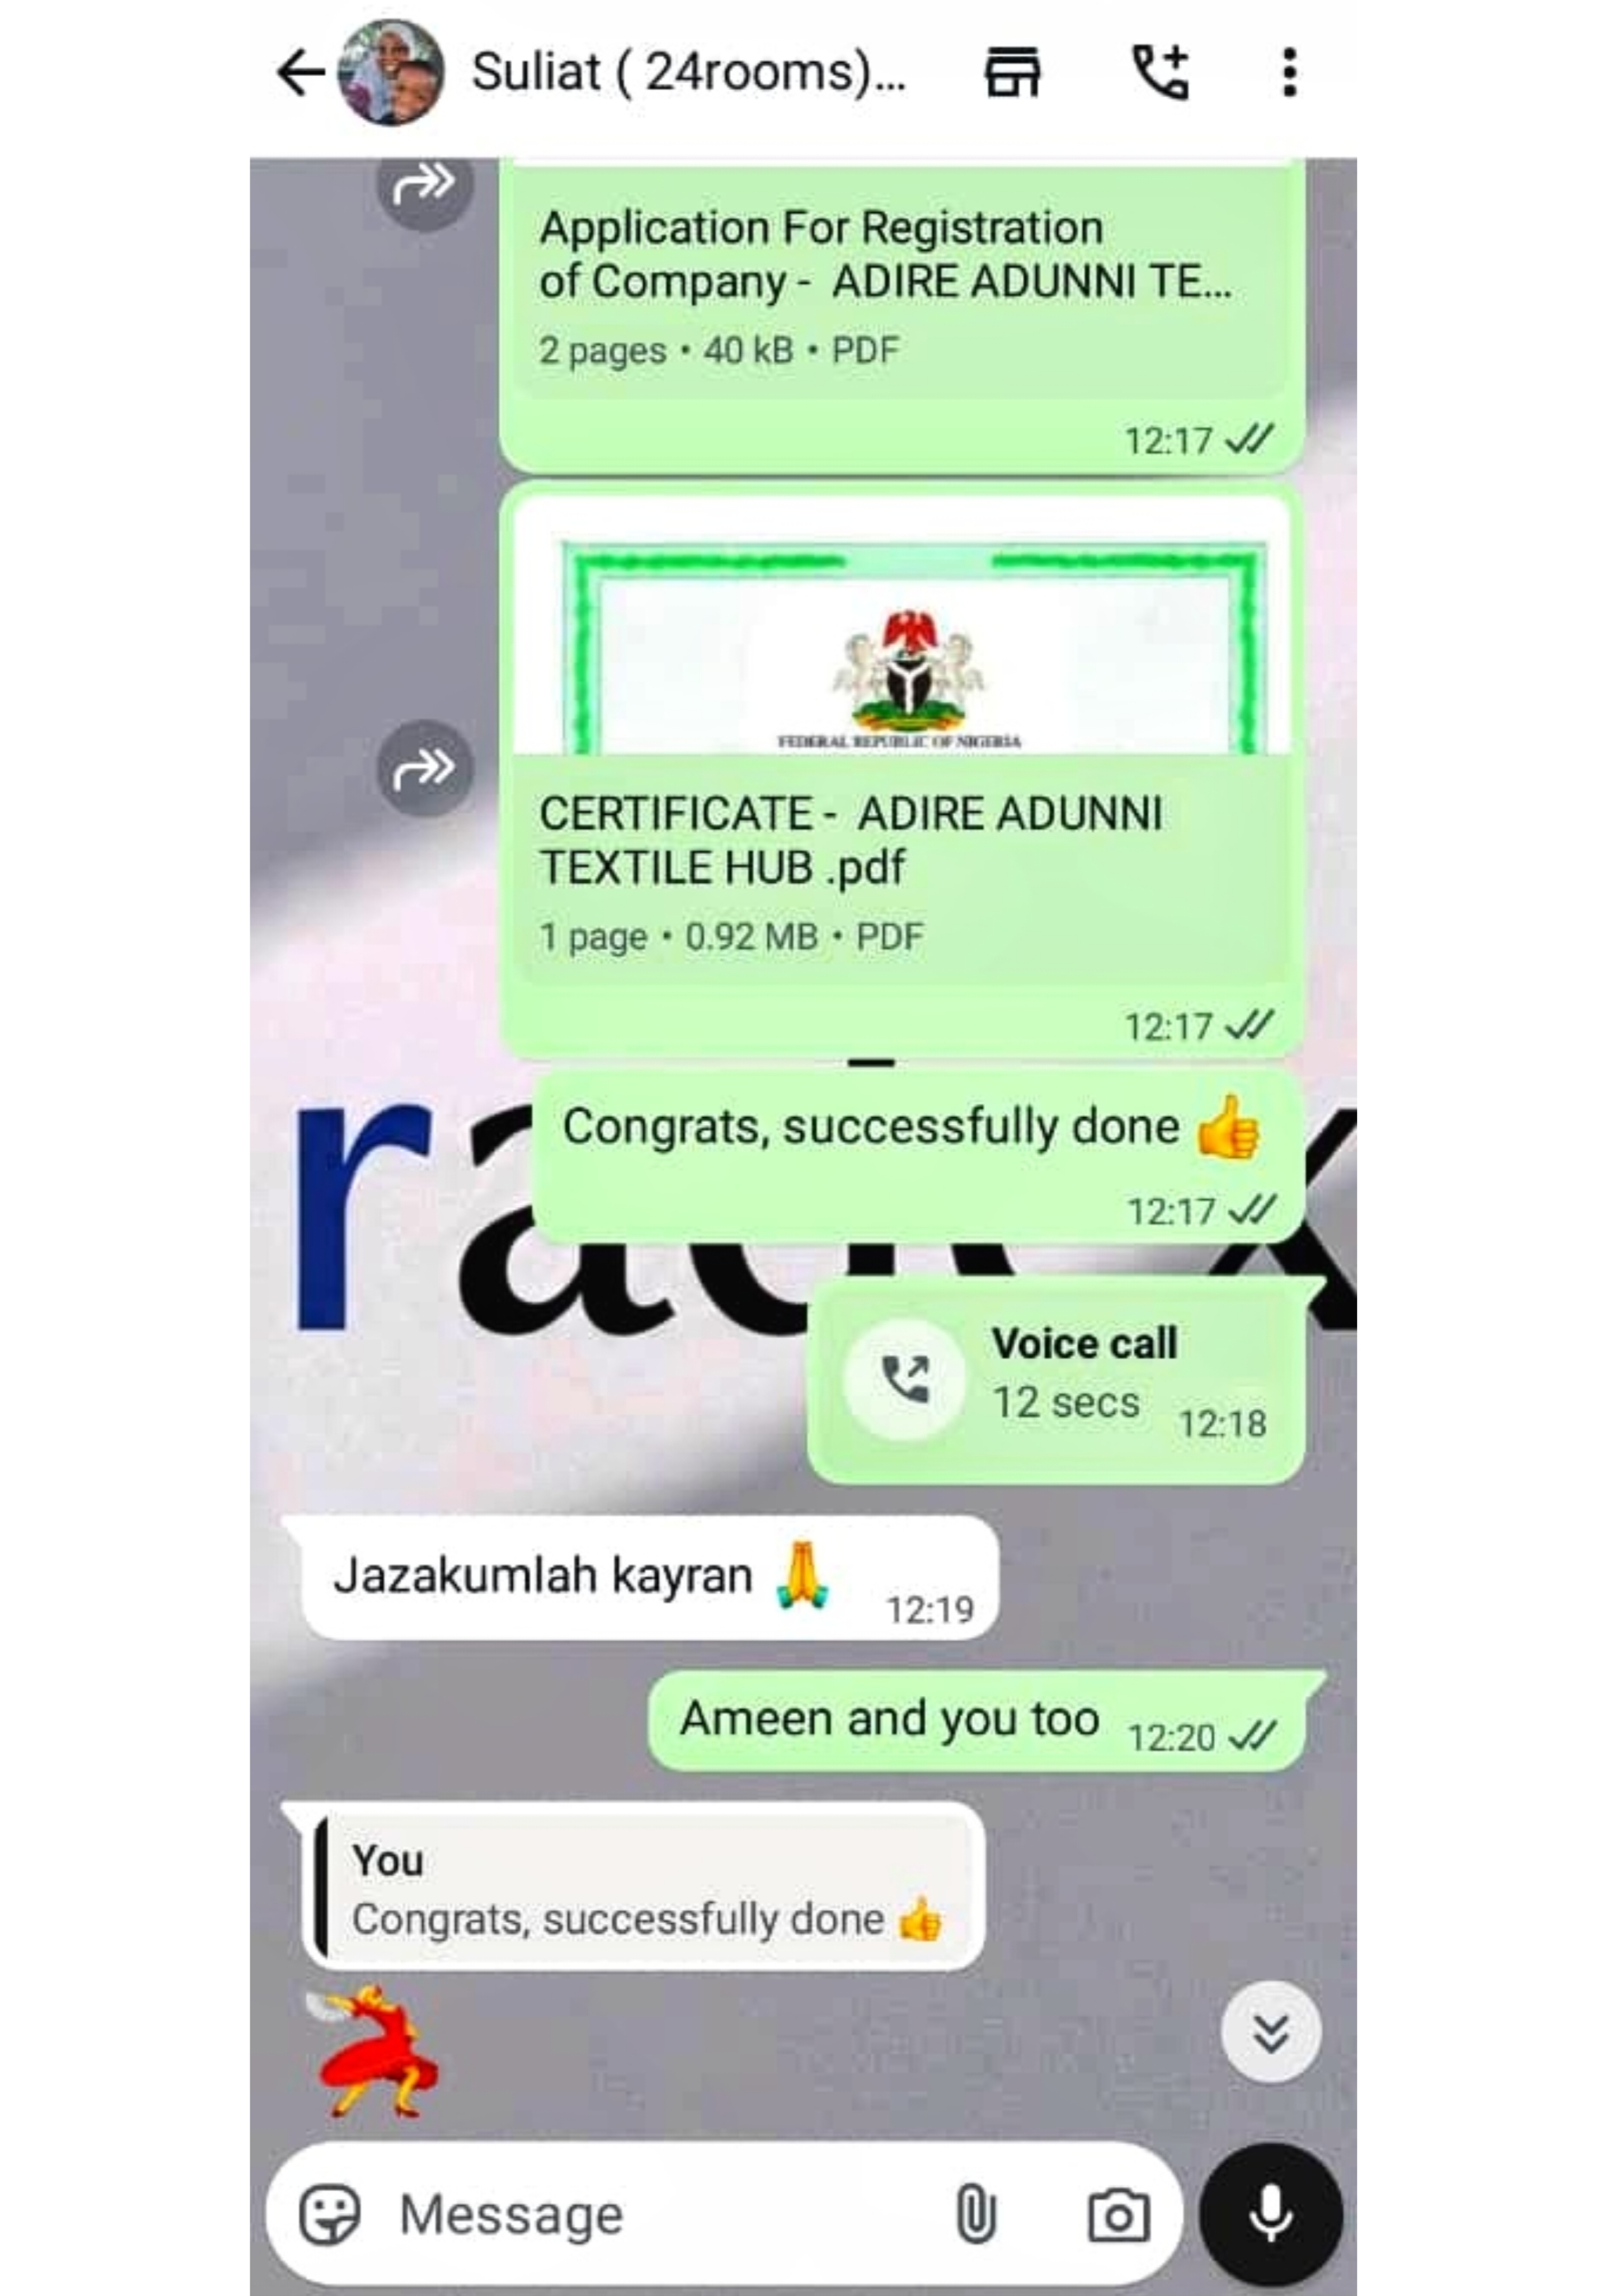 Suliat ( 24rooms)...
Application For Registration
of Company - ADIRE ADUNNI TE...
2 pages • 40 kB • PDF
12:17
FEDERAL REPUBLIC OF NIGERIA
CERTIFICATE - ADIRE ADUNNI
TEXTILE HUB .pdf
1 page • 0.92 MB • PDF
12:17
Congrats, successfully done 👍
12:17
Voice call
12 secs 12:18
Jazakumlah kayran 🙏 12:19
Ameen and you too 12:20
You
Congrats, successfully done 👍
💃
Message